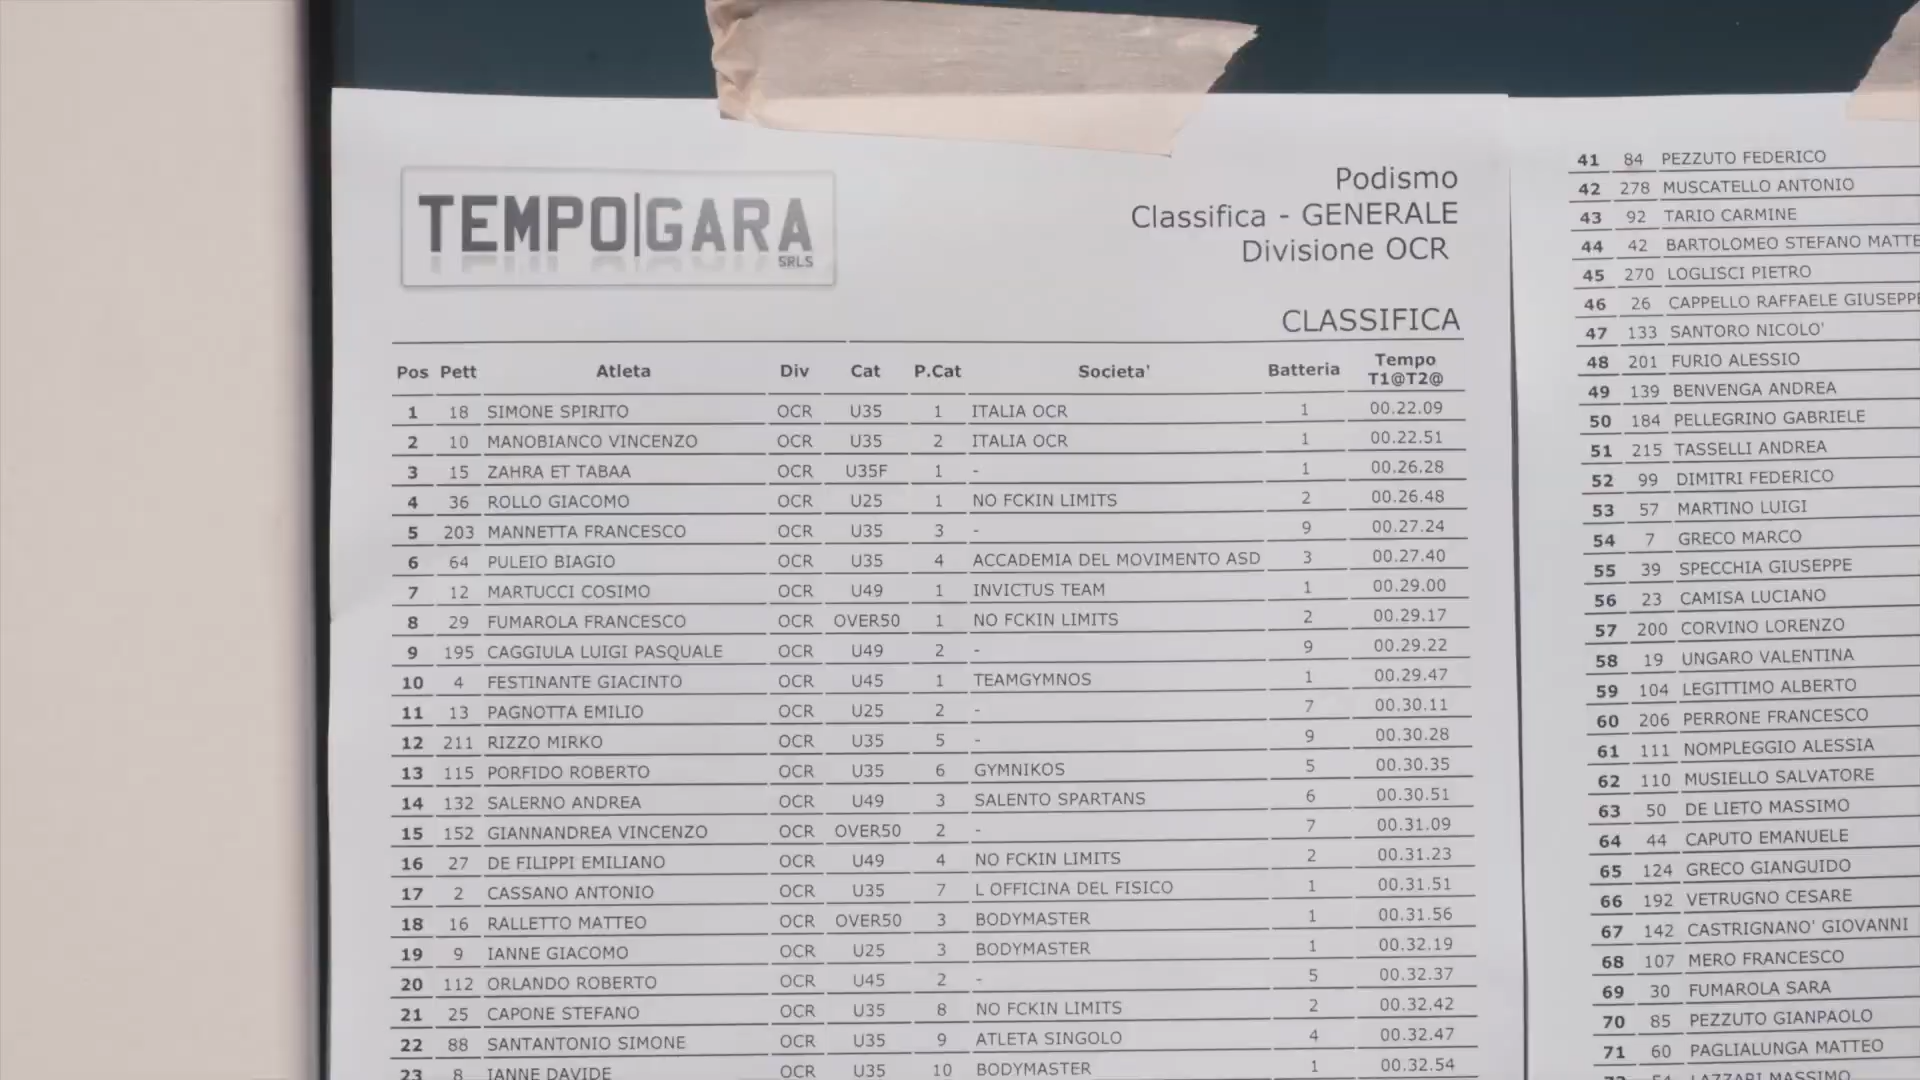 TEMPO|GARA
SRLS
Podismo
Classifica - GENERALE
Divisione OCR
CLASSIFICA
Pos Pett Atleta Div Cat P.Cat Societa' Batteria Tempo T1@T2@
1 18 SIMONE SPIRITO OCR U35 1 ITALIA OCR 1 00.22.09
2 10 MANOBIANCO VINCENZO OCR U35 2 ITALIA OCR 1 00.22.51
3 15 ZAHRA ET TABAA OCR U35F 1 - 1 00.26.28
4 36 ROLLO GIACOMO OCR U25 1 NO FCKIN LIMITS 2 00.26.48
5 203 MANNETTA FRANCESCO OCR U35 3 - 9 00.27.24
6 64 PULEIO BIAGIO OCR U35 4 ACCADEMIA DEL MOVIMENTO ASD 3 00.27.40
7 12 MARTUCCI COSIMO OCR U49 1 INVICTUS TEAM 1 00.29.00
8 29 FUMAROLA FRANCESCO OCR OVER50 1 NO FCKIN LIMITS 2 00.29.17
9 195 CAGGIULA LUIGI PASQUALE OCR U49 2 - 9 00.29.22
10 4 FESTINANTE GIACINTO OCR U45 1 TEAMGYMNOS 1 00.29.47
11 13 PAGNOTTA EMILIO OCR U25 2 - 7 00.30.11
12 211 RIZZO MIRKO OCR U35 5 - 9 00.30.28
13 115 PORFIDO ROBERTO OCR U35 6 GYMNIKOS 5 00.30.35
14 132 SALERNO ANDREA OCR U49 3 SALENTO SPARTANS 6 00.30.51
15 152 GIANNANDREA VINCENZO OCR OVER50 2 - 7 00.31.09
16 27 DE FILIPPI EMILIANO OCR U49 4 NO FCKIN LIMITS 2 00.31.23
17 2 CASSANO ANTONIO OCR U35 7 L OFFICINA DEL FISICO 1 00.31.51
18 16 RALLETTO MATTEO OCR OVER50 3 BODYMASTER 1 00.31.56
19 9 IANNE GIACOMO OCR U25 3 BODYMASTER 1 00.32.19
20 112 ORLANDO ROBERTO OCR U45 2 - 5 00.32.37
21 25 CAPONE STEFANO OCR U35 8 NO FCKIN LIMITS 2 00.32.42
22 88 SANTANTONIO SIMONE OCR U35 9 ATLETA SINGOLO 4 00.32.47
23 8 IANNE DAVIDE OCR U35 10 BODYMASTER 1 00.32.54
41 84 PEZZUTO FEDERICO
42 278 MUSCATELLO ANTONIO
43 92 TARIO CARMINE
44 42 BARTOLOMEO STEFANO MATTE
45 270 LOGLISCI PIETRO
46 26 CAPPELLO RAFFAELE GIUSEPPE
47 133 SANTORO NICOLO'
48 201 FURIO ALESSIO
49 139 BENVENGA ANDREA
50 184 PELLEGRINO GABRIELE
51 215 TASSELLI ANDREA
52 99 DIMITRI FEDERICO
53 57 MARTINO LUIGI
54 7 GRECO MARCO
55 39 SPECCHIA GIUSEPPE
56 23 CAMISA LUCIANO
57 200 CORVINO LORENZO
58 19 UNGARO VALENTINA
59 104 LEGITTIMO ALBERTO
60 206 PERRONE FRANCESCO
61 111 NOMPLEGGIO ALESSIA
62 110 MUSIELLO SALVATORE
63 50 DE LIETO MASSIMO
64 44 CAPUTO EMANUELE
65 124 GRECO GIANGUIDO
66 192 VETRUGNO CESARE
67 142 CASTRIGNANO' GIOVANNI
68 107 MERO FRANCESCO
69 30 FUMAROLA SARA
70 85 PEZZUTO GIANPAOLO
71 60 PAGLIALUNGA MATTEO
LAZZARI MASSIMO